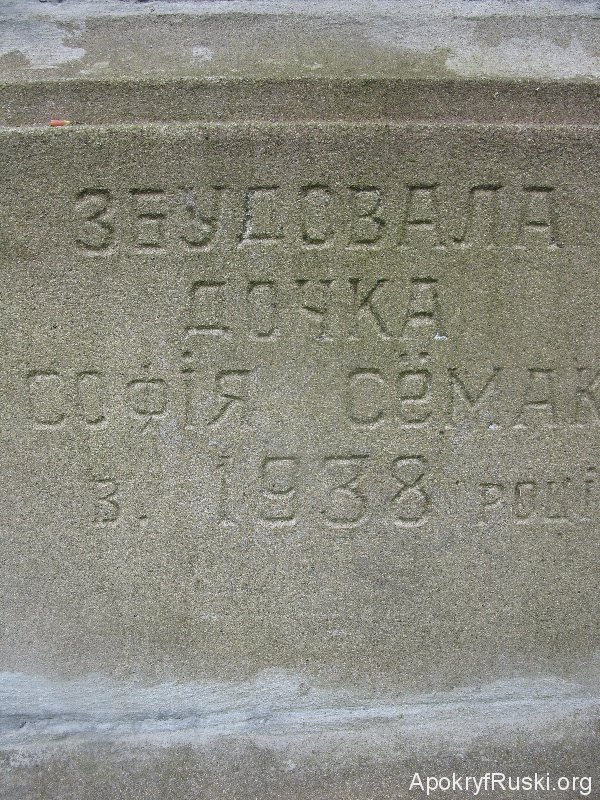 ЗБУДОВАЛА
ДОЧКА
СОФІЯ СЁМАК
в. 1938 році
ApokryfRuski.org